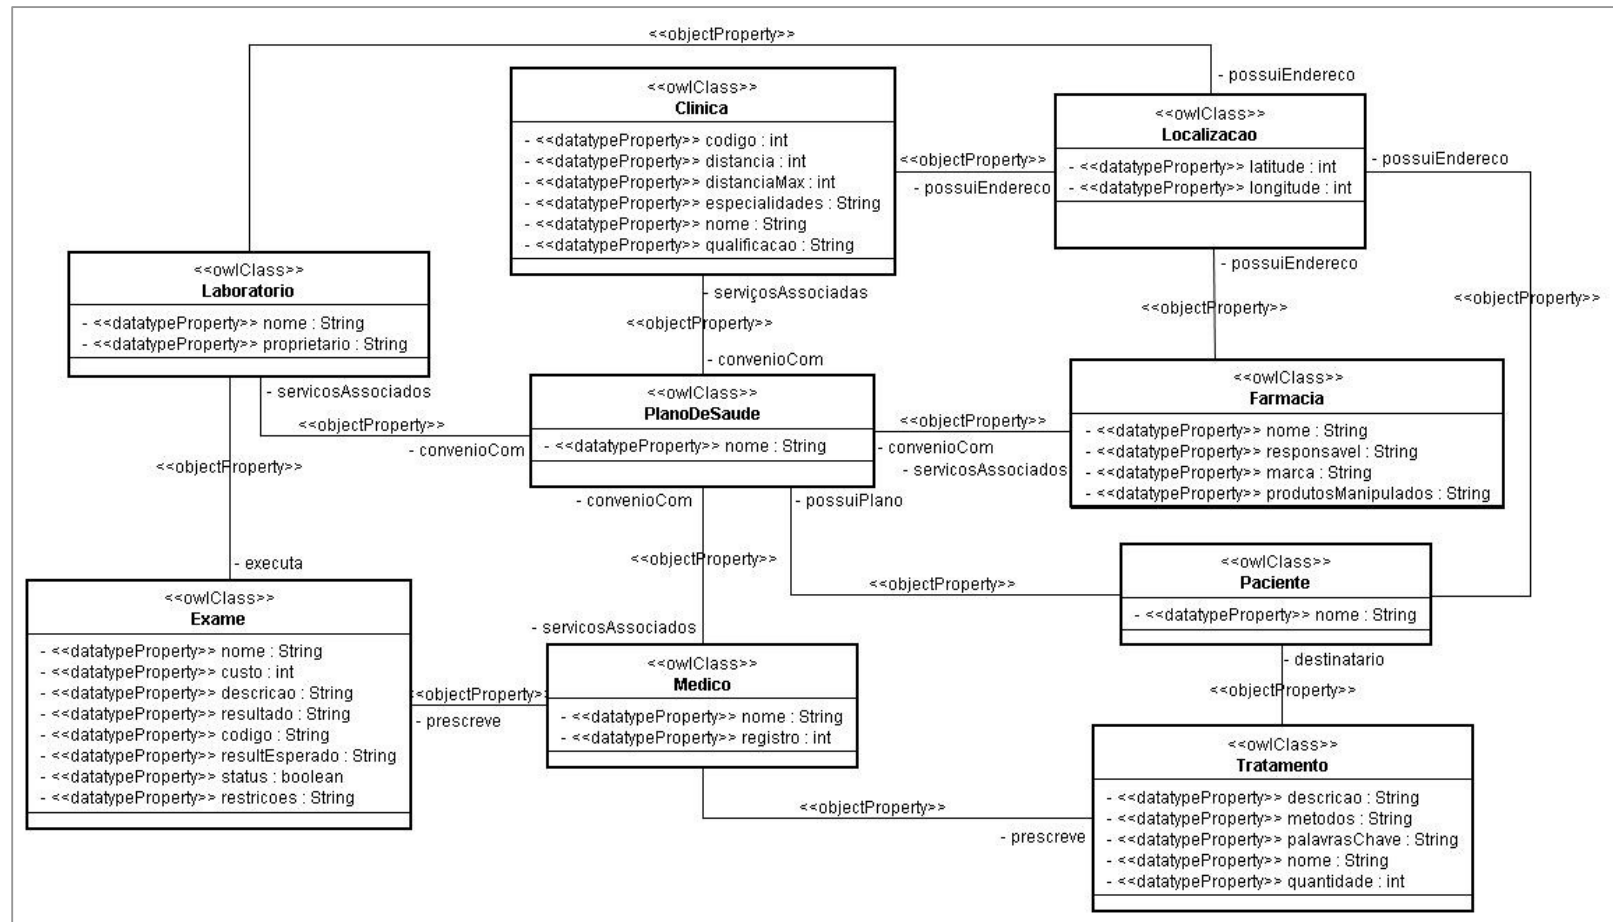 <<objectProperty>>
- possuiEndereco
<<owlClass>>
Clinica
- <<datatypeProperty>> codigo : int
- <<datatypeProperty>> distancia : int
- <<datatypeProperty>> distanciaMax : int
- <<datatypeProperty>> especialidades : String
- <<datatypeProperty>> nome : String
- <<datatypeProperty>> qualificacao : String
<<objectProperty>>
- possuiEndereco
<<owlClass>>
Localizacao
- <<datatypeProperty>> latitude : int
- <<datatypeProperty>> longitude : int
- possuiEndereco
<<objectProperty>>
- possuiEndereco
<<objectProperty>>
<<owlClass>>
Laboratorio
- <<datatypeProperty>> nome : String
- <<datatypeProperty>> proprietario : String
- serviçosAssociadas
<<objectProperty>>
- convenioCom
- servicosAssociados
<<objectProperty>>
- convenioCom
<<owlClass>>
PlanoDeSaude
- <<datatypeProperty>> nome : String
<<objectProperty>>
- convenioCom
- servicosAssociados
<<owlClass>>
Farmacia
- <<datatypeProperty>> nome : String
- <<datatypeProperty>> responsavel : String
- <<datatypeProperty>> marca : String
- <<datatypeProperty>> produtosManipulados : String
<<objectProperty>>
- executa
- convenioCom
<<objectProperty>>
- servicosAssociados
- possuiPlano
<<objectProperty>>
<<owlClass>>
Paciente
- <<datatypeProperty>> nome : String
<<owlClass>>
Exame
- <<datatypeProperty>> nome : String
- <<datatypeProperty>> custo : int
- <<datatypeProperty>> descricao : String
- <<datatypeProperty>> resultado : String
- <<datatypeProperty>> codigo : String
- <<datatypeProperty>> resultEsperado : String
- <<datatypeProperty>> status : boolean
- <<datatypeProperty>> restricoes : String
<<objectProperty>>
- prescreve
<<owlClass>>
Medico
- <<datatypeProperty>> nome : String
- <<datatypeProperty>> registro : int
- destinatario
<<objectProperty>>
<<objectProperty>>
- prescreve
<<owlClass>>
Tratamento
- <<datatypeProperty>> descricao : String
- <<datatypeProperty>> metodos : String
- <<datatypeProperty>> palavrasChave : String
- <<datatypeProperty>> nome : String
- <<datatypeProperty>> quantidade : int